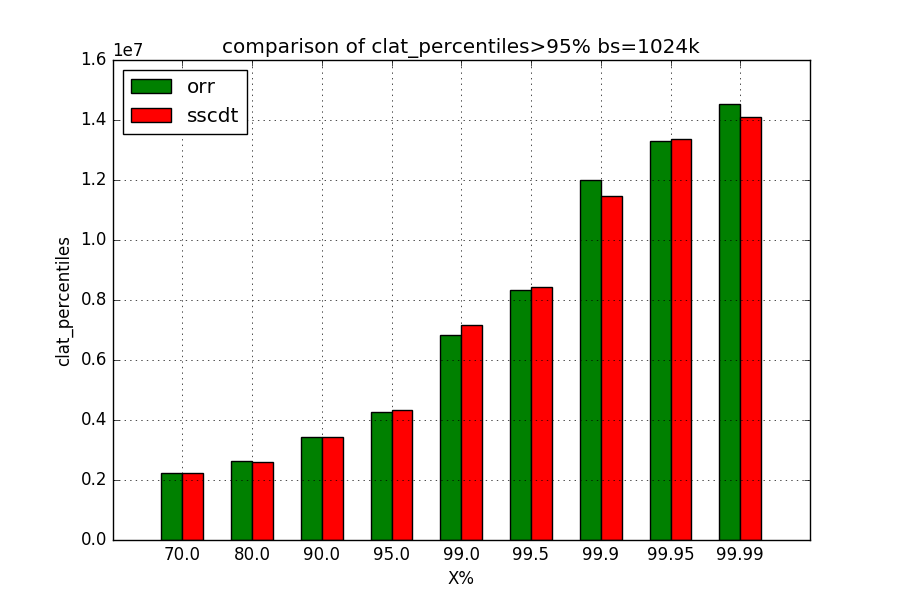 comparison of clat_percentiles>95% bs=1024k
1e7
orr
sscdt
1.6
1.4
1.2
1.0
0.8
0.6
0.4
0.2
0.0
clat_percentiles
70.0 80.0 90.0 95.0 99.0 99.5 99.9 99.95 99.99
X%